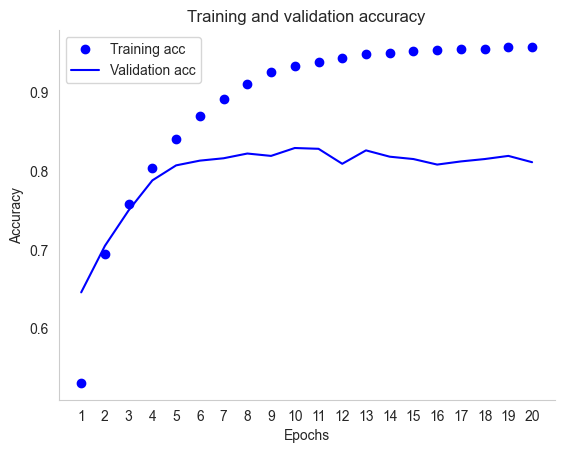 Training and validation accuracy
Training acc
Validation acc
0.9
0.8
0.7
0.6
Accuracy
1 2 3 4 5 6 7 8 9 10 11 12 13 14 15 16 17 18 19 20
Epochs